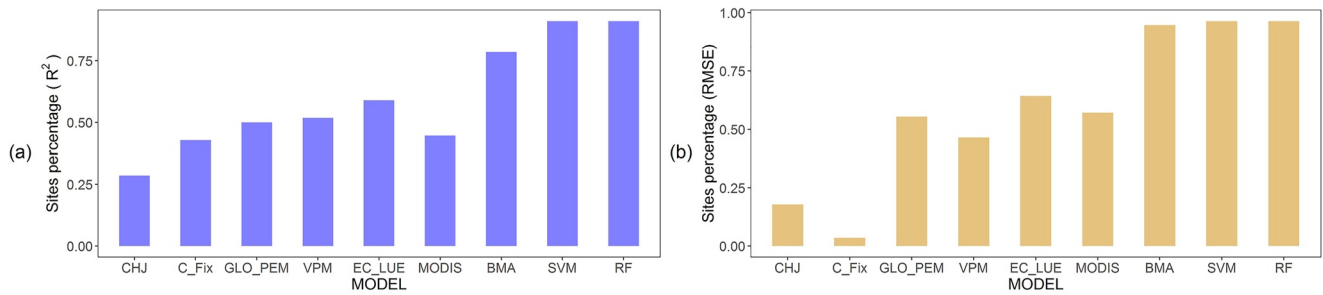 (a)
Sites percentage ( R² )
0.75
0.50
0.25
0.00
CHJ C_Fix GLO_PEM VPM EC_LUE MODIS BMA SVM RF
MODEL
(b)
Sites percentage (RMSE)
1.00
0.75
0.50
0.25
0.00
CHJ C_Fix GLO_PEM VPM EC_LUE MODIS BMA SVM RF
MODEL